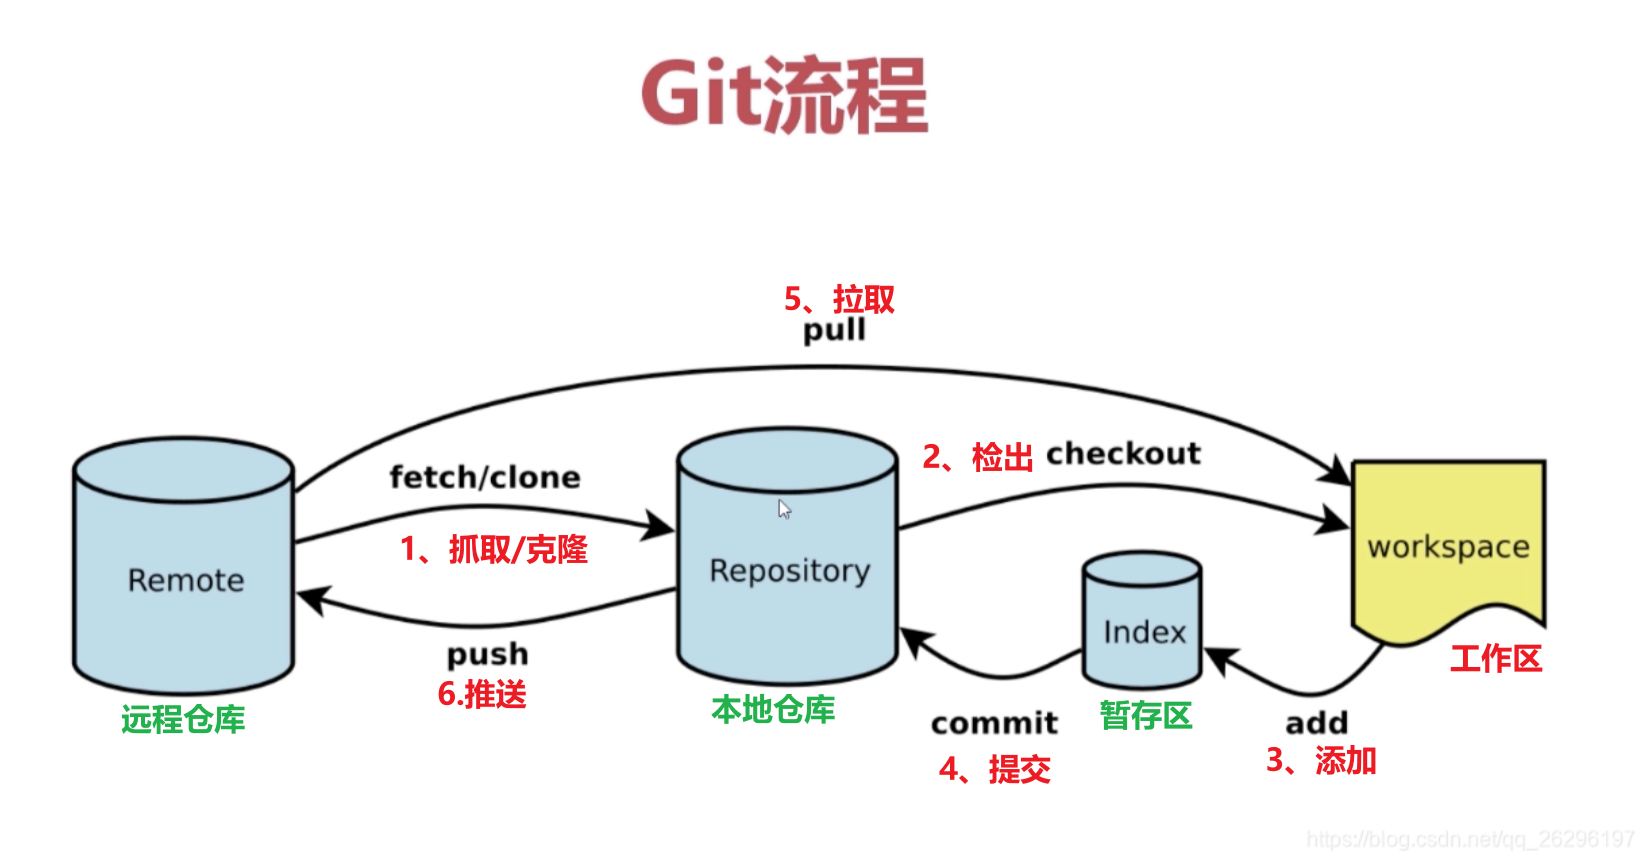 Git流程
5、拉取
pull
2、检出 checkout
fetch/clone
1、抓取/克隆
workspace
Remote
Repository
Index
push
6.推送
工作区
远程仓库
本地仓库
commit
4、提交
暂存区
add
3、添加
https://blog.csdn.net/qq_26296197